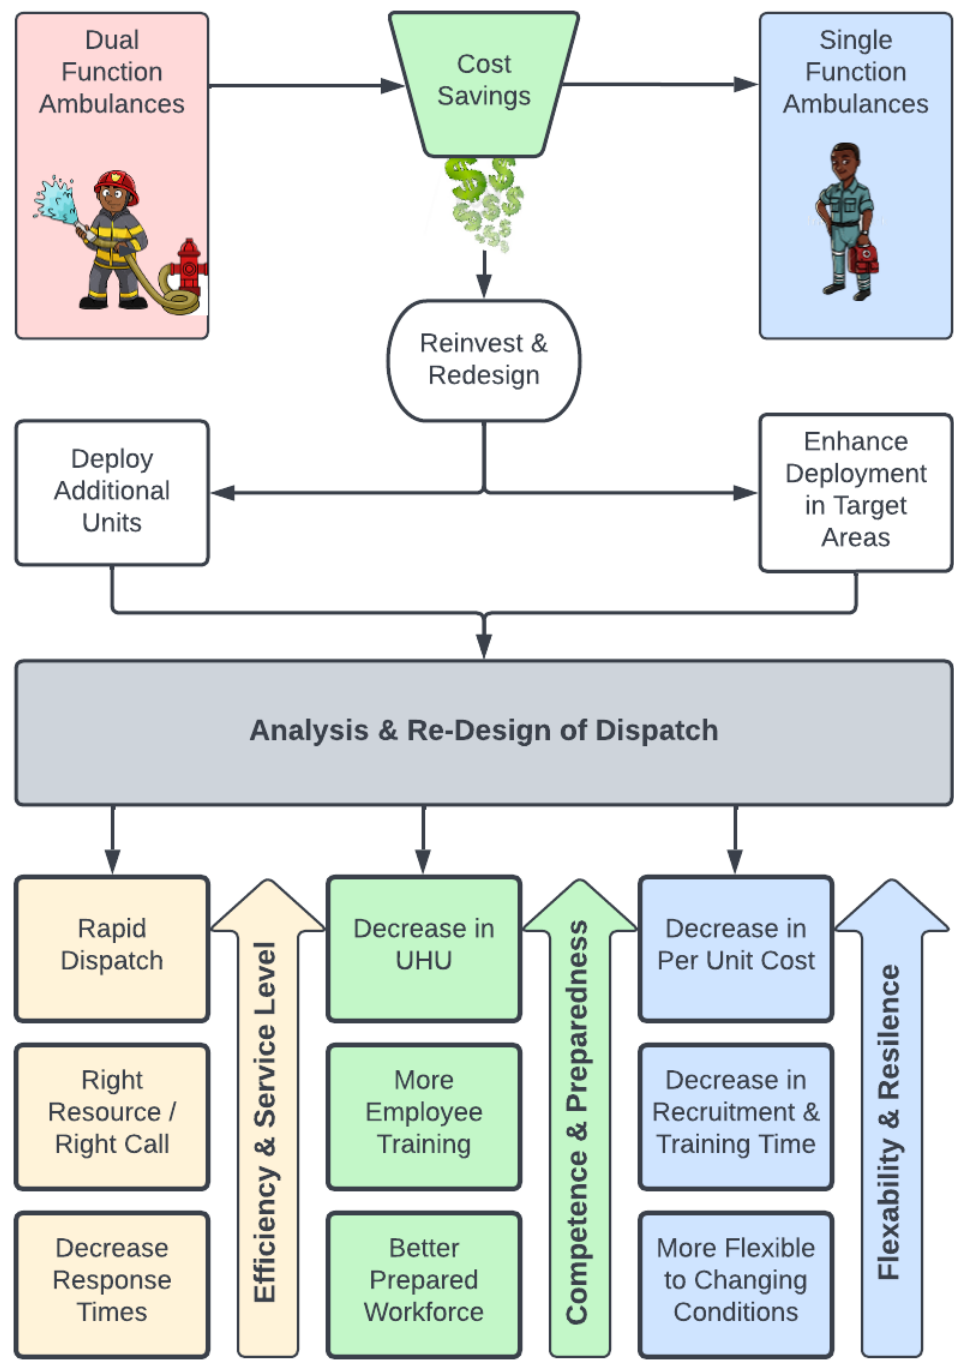 Dual
Function
Ambulances
Cost
Savings
Single
Function
Ambulances
Reinvest &
Redesign
Deploy
Additional
Units
Enhance
Deployment
in Target
Areas
Analysis & Re-Design of Dispatch
Rapid
Dispatch
Right
Resource /
Right Call
Decrease
Response
Times
Efficiency & Service Level
Decrease in
UHU
More
Employee
Training
Better
Prepared
Workforce
Competence & Preparedness
Decrease in
Per Unit Cost
Decrease in
Recruitment &
Training Time
More Flexible
to Changing
Conditions
Flexability & Resilence